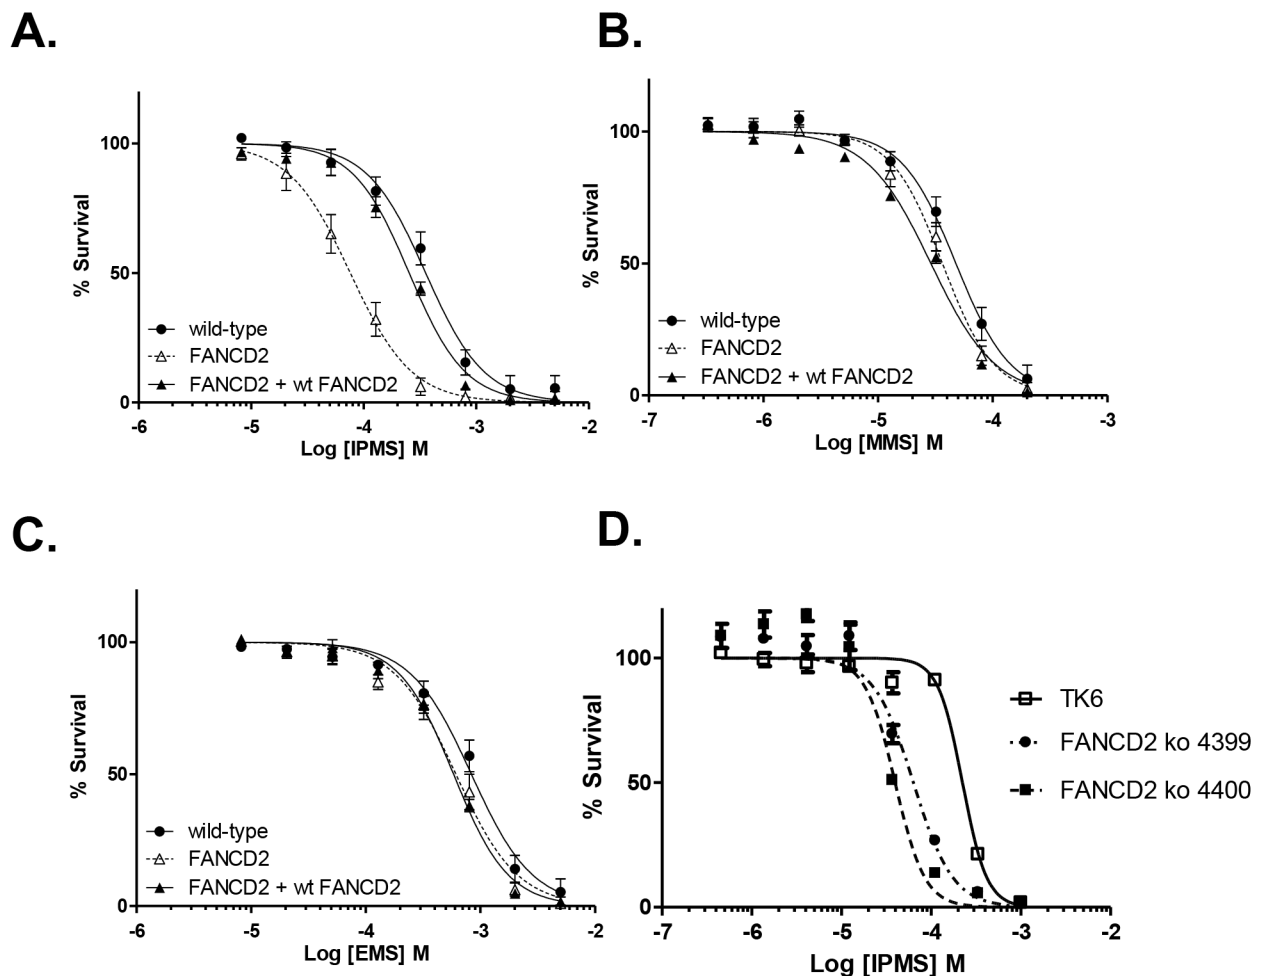 A.
100
50
0
% Survival
wild-type
FANCD2
FANCD2 + wt FANCD2
-6 -5 -4 -3 -2
Log [IPMS] M
B.
100
50
0
% Survival
wild-type
FANCD2
FANCD2 + wt FANCD2
-7 -6 -5 -4 -3
Log [MMS] M
C.
100
50
0
% Survival
wild-type
FANCD2
FANCD2 + wt FANCD2
-6 -5 -4 -3 -2
Log [EMS] M
D.
100
50
0
% Survival
TK6
FANCD2 ko 4399
FANCD2 ko 4400
-7 -6 -5 -4 -3 -2
Log [IPMS] M